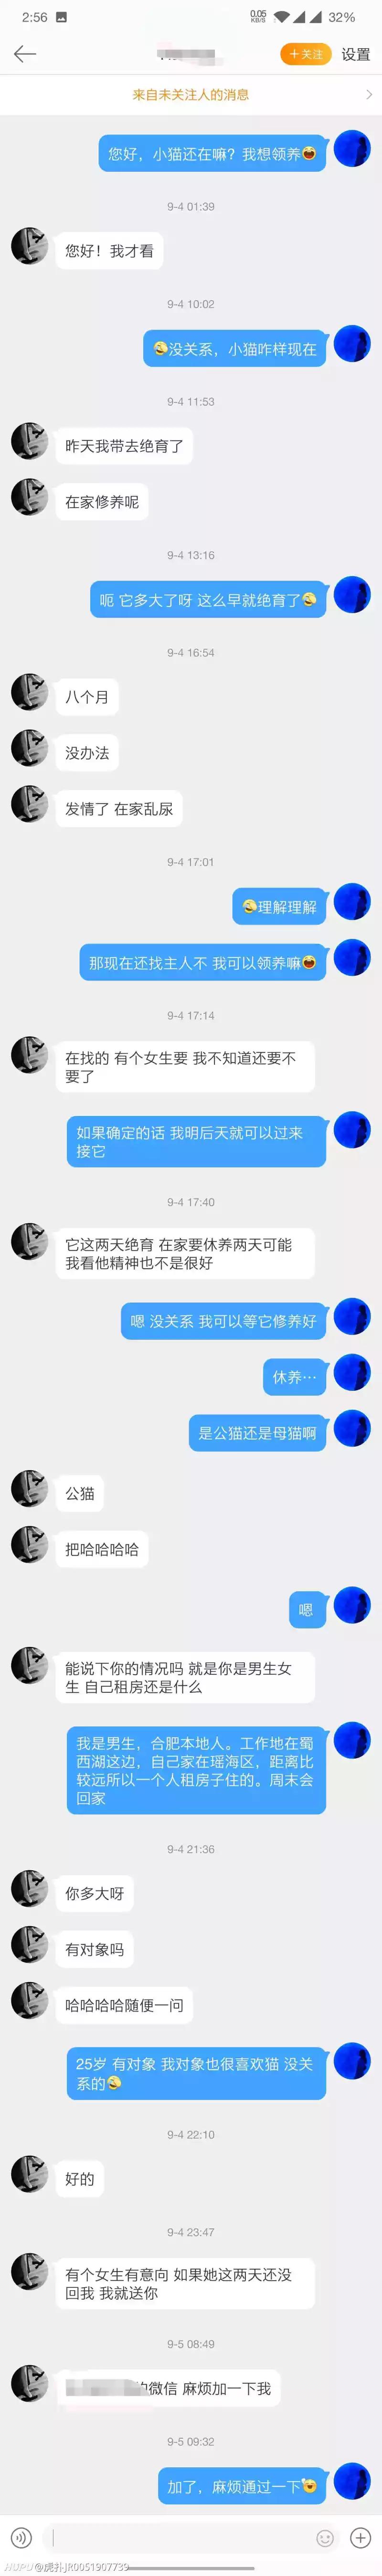 2:56
0.05
KB/S
32%
+关注
设置
来自未关注人的消息
您好，小猫还在嘛？我想领养
9-4 01:39
您好！我才看
9-4 10:02
没关系，小猫咋样现在
9-4 11:53
昨天我带去绝育了
在家修养呢
9-4 13:16
呃 它多大了呀 这么早就绝育了
9-4 16:54
八个月
没办法
发情了 在家乱尿
9-4 17:01
理解理解
那现在还找主人不 我可以领养嘛
9-4 17:14
在找的 有个女生要 我不知道还要不
要了
如果确定的话 我明后天就可以过来
接它
9-4 17:40
它这两天绝育 在家要休养两天可能
我看他精神也不是很好
嗯 没关系 我可以等它修养好
休养…
是公猫还是母猫啊
公猫
把哈哈哈哈
嗯
能说下你的情况吗 就是你是男生女
生 自己租房还是什么
我是男生，合肥本地人。工作地在蜀
西湖这边，自己家在瑶海区，距离比
较远所以一个人租房子住的。周末会
回家
9-4 21:36
你多大呀
有对象吗
哈哈哈哈随便一问
25岁 有对象 我对象也很喜欢猫 没关
系的
9-4 22:10
好的
9-4 23:47
有个女生有意向 如果她这两天还没
回我 我就送你
9-5 08:49
微信 麻烦加一下我
9-5 09:32
加了，麻烦通过一下
HUPU @虎扑JR0051907739